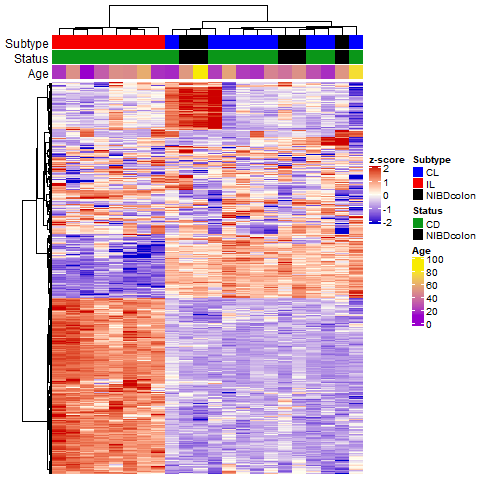 Subtype
Status
Age
z-score
2
1
0
-1
-2
Subtype
CL
IL
NIBDcolon
Status
CD
NIBDcolon
Age
100
80
60
40
20
0